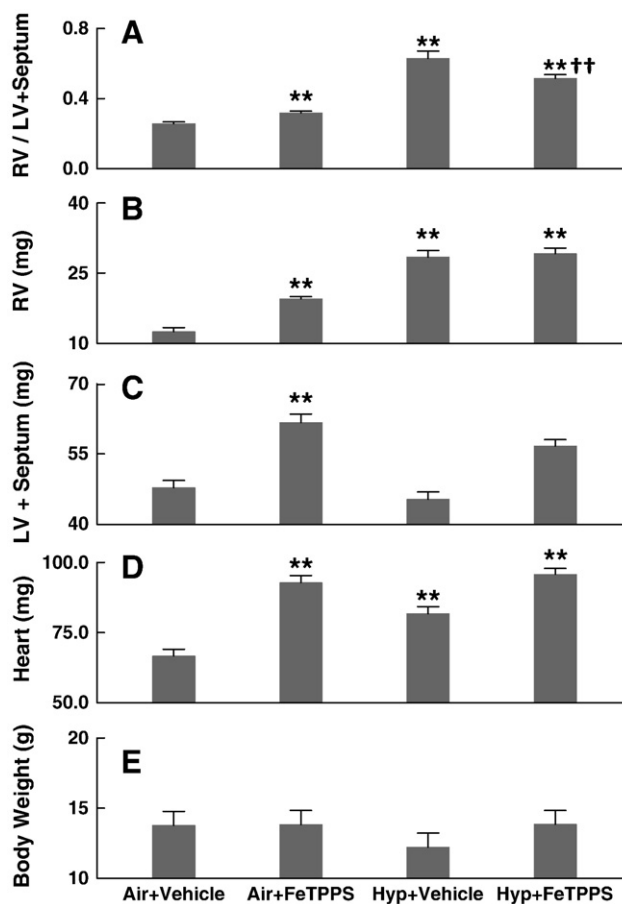 A
RV / LV+Septum
0.8
0.4
0.0
**
**
**††
B
RV (mg)
40
25
10
**
**
**
C
LV + Septum (mg)
70
55
40
**
D
Heart (mg)
100.0
75.0
50.0
**
**
**
E
Body Weight (g)
20
15
10
Air+Vehicle Air+FeTPPS Hyp+Vehicle Hyp+FeTPPS